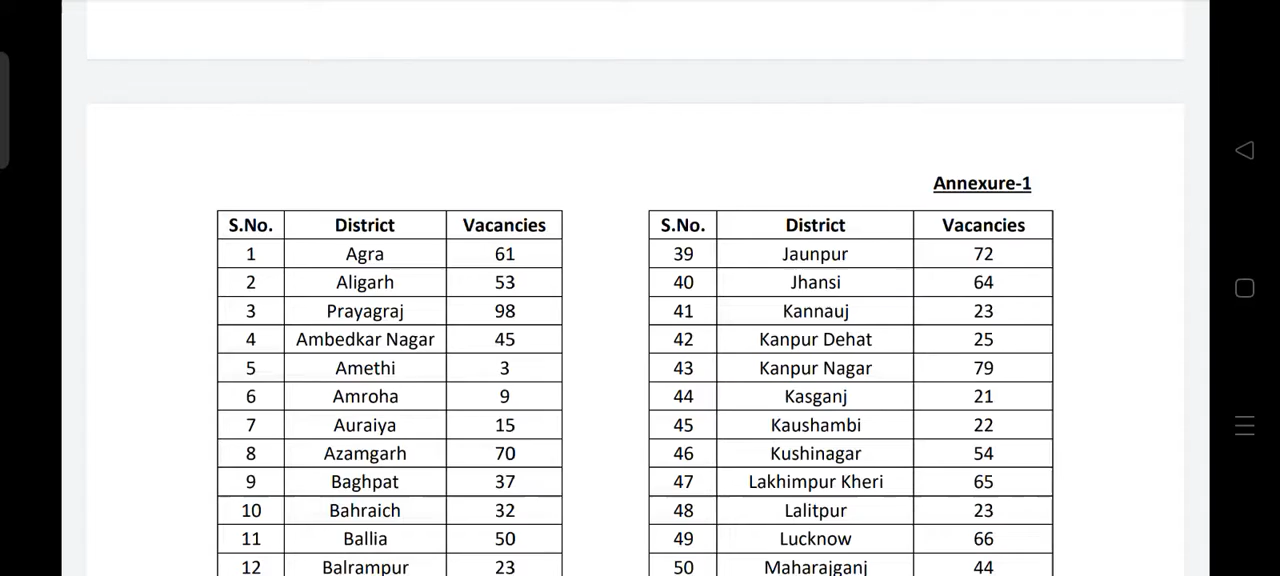 Annexure-1
S.No. District Vacancies
1 Agra 61
2 Aligarh 53
3 Prayagraj 98
4 Ambedkar Nagar 45
5 Amethi 3
6 Amroha 9
7 Auraiya 15
8 Azamgarh 70
9 Baghpat 37
10 Bahraich 32
11 Ballia 50
12 Balrampur 23
S.No. District Vacancies
39 Jaunpur 72
40 Jhansi 64
41 Kannauj 23
42 Kanpur Dehat 25
43 Kanpur Nagar 79
44 Kasganj 21
45 Kaushambi 22
46 Kushinagar 54
47 Lakhimpur Kheri 65
48 Lalitpur 23
49 Lucknow 66
50 Maharajganj 44